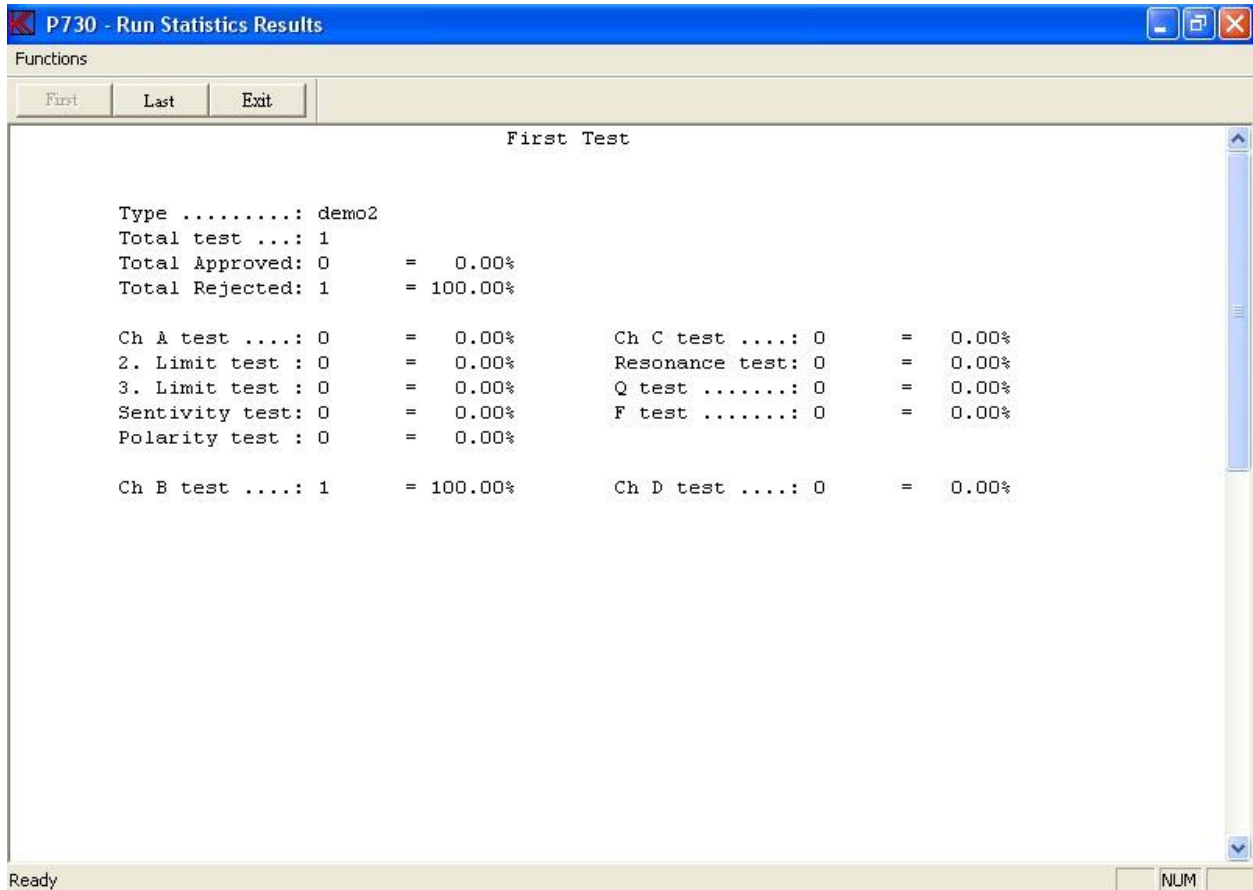 P730 - Run Statistics Results
Functions
First Last Exit
First Test
Type .........: demo2
Total test ...: 1
Total Approved: 0 = 0.00%
Total Rejected: 1 = 100.00%
Ch A test ....: 0 = 0.00% Ch C test ....: 0 = 0.00%
2. Limit test : 0 = 0.00% Resonance test: 0 = 0.00%
3. Limit test : 0 = 0.00% Q test .......: 0 = 0.00%
Sentivity test: 0 = 0.00% F test .......: 0 = 0.00%
Polarity test : 0 = 0.00%
Ch B test ....: 1 = 100.00% Ch D test ....: 0 = 0.00%
Ready NUM